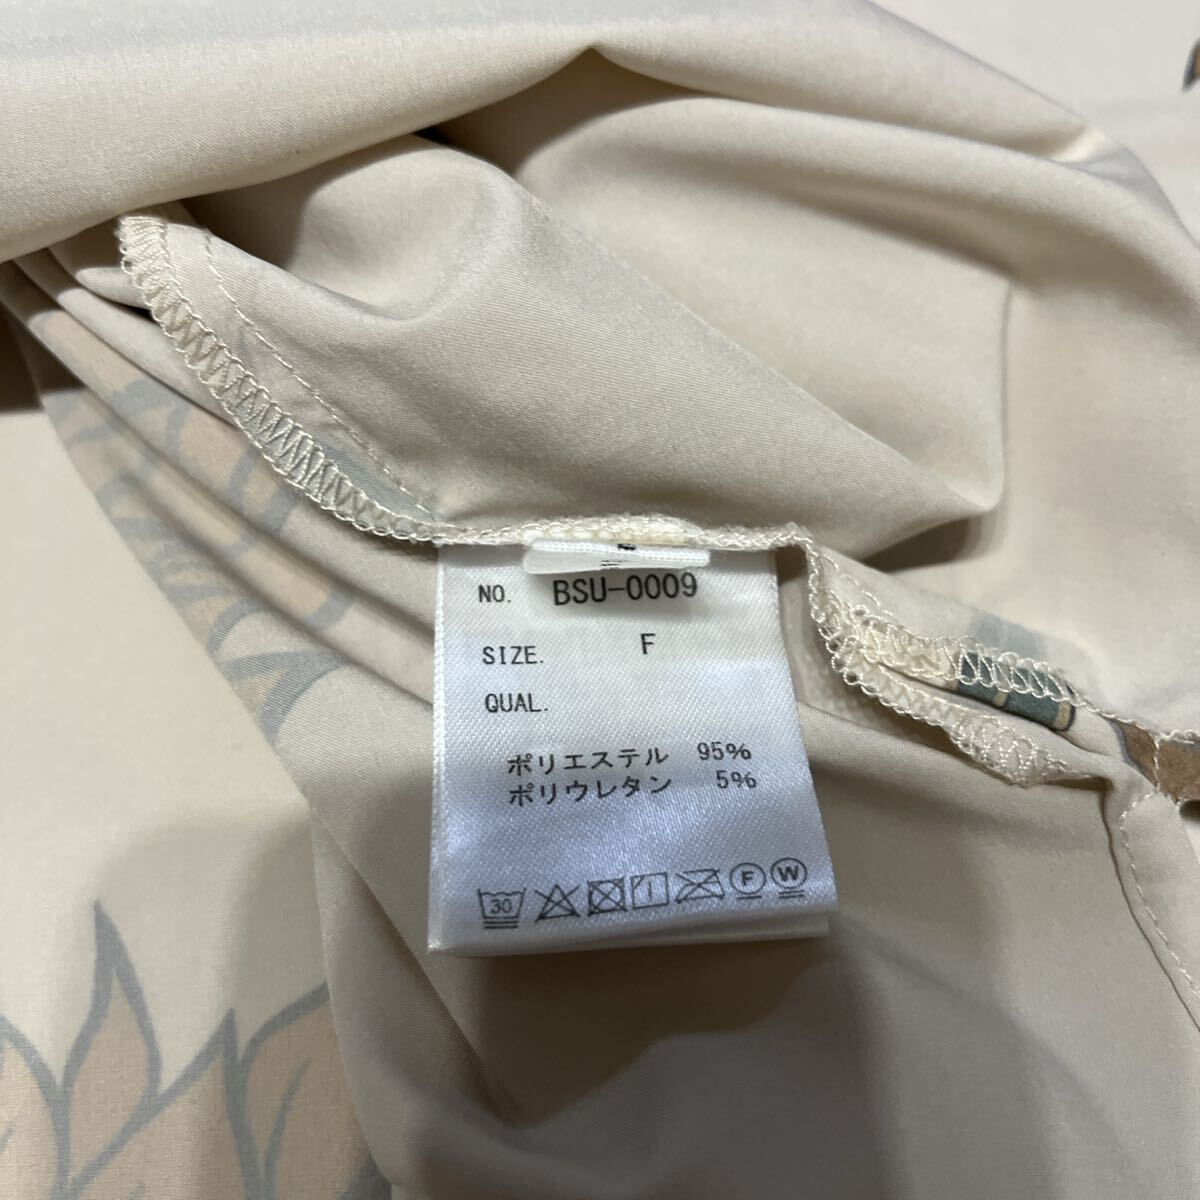 NO. BSU-0009
SIZE. F
QUAL.
ポリエステル 95%
ポリウレタン 5%
30 F W